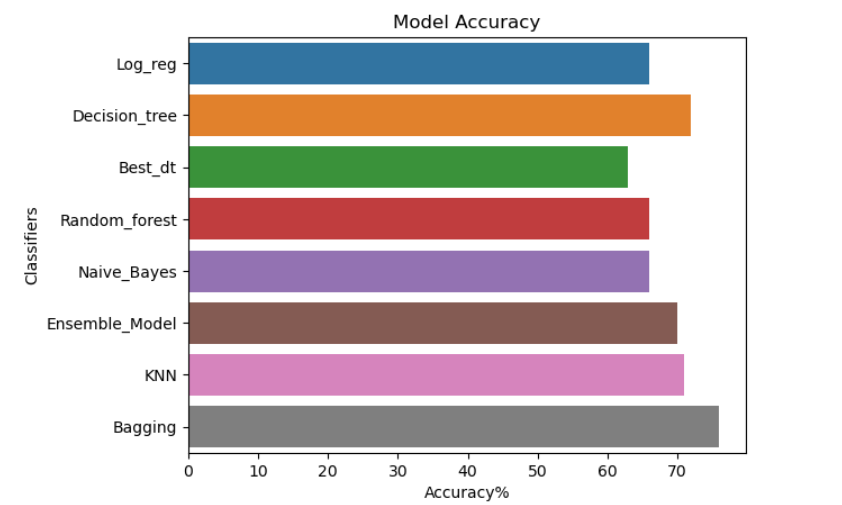 Model Accuracy
Classifiers
Log_reg
Decision_tree
Best_dt
Random_forest
Naive_Bayes
Ensemble_Model
KNN
Bagging
0 10 20 30 40 50 60 70
Accuracy%